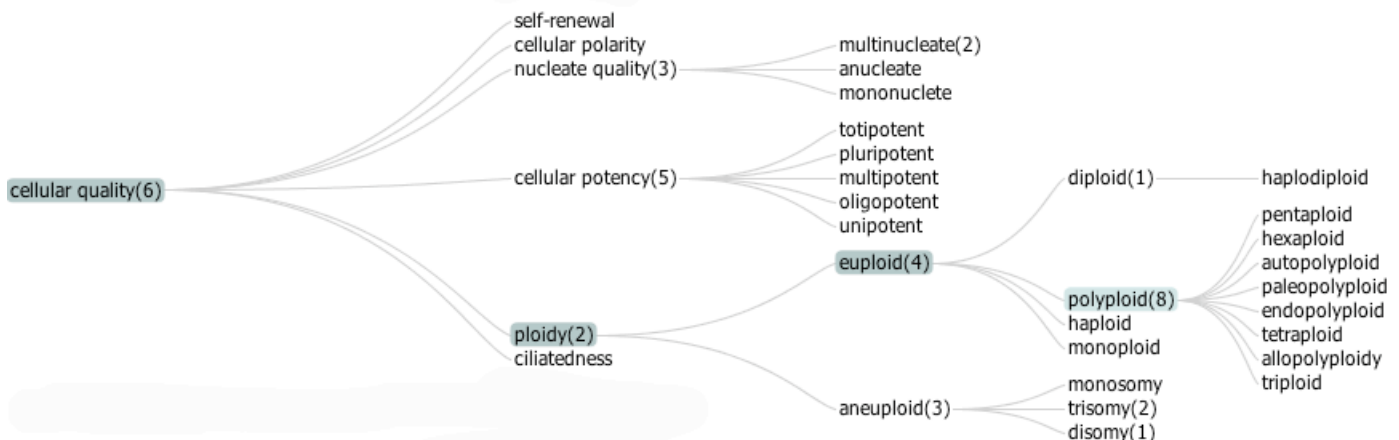 self-renewal
cellular polarity
nucleate quality(3)
multinucleate(2)
anucleate
mononuclete
totipotent
pluripotent
cellular quality(6)
cellular potency(5)
multipotent
oligopotent
unipotent
diploid(1)
haplodiploid
euploid(4)
pentaploid
hexaploid
autopolyploid
paleopolyploid
polyploid(8)
endopolyploid
haploid
tetraploid
monoploid
allopolyploidy
triploid
ploidy(2)
ciliatedness
aneuploid(3)
monosomy
trisomy(2)
disomy(1)